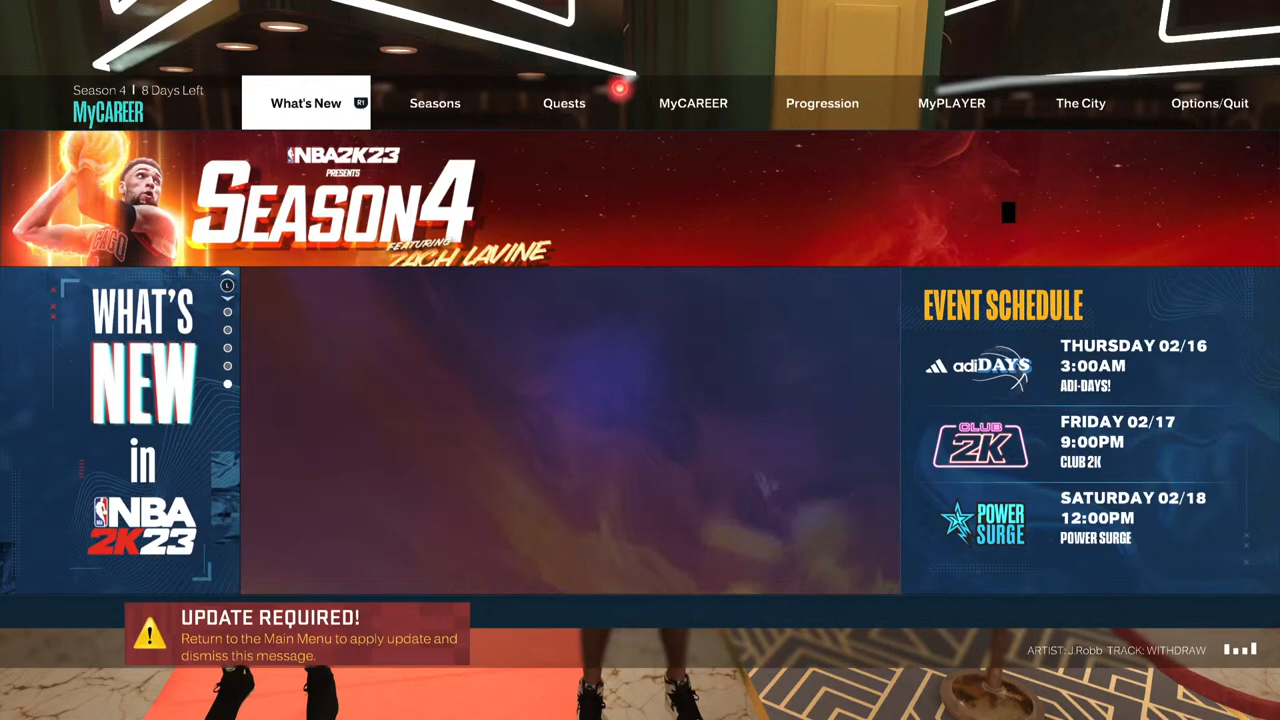 Season 4 | 8 Days Left
MyCAREER
What's New R1
Seasons
Quests
MyCAREER
Progression
MyPLAYER
The City
Options/Quit
NBA2K23
PRESENTS
SEASON 4
FEATURING
ZACH LAVINE
WHAT'S
NEW
in
NBA
2K23
L
EVENT SCHEDULE
adiDAYS
THURSDAY 02/16
3:00AM
ADI-DAYS!
CLUB
2K
FRIDAY 02/17
9:00PM
CLUB 2K
POWER
SURGE
SATURDAY 02/18
12:00PM
POWER SURGE
UPDATE REQUIRED!
Return to the Main Menu to apply update and
dismiss this message.
ARTIST: J.Robb TRACK: WITHDRAW